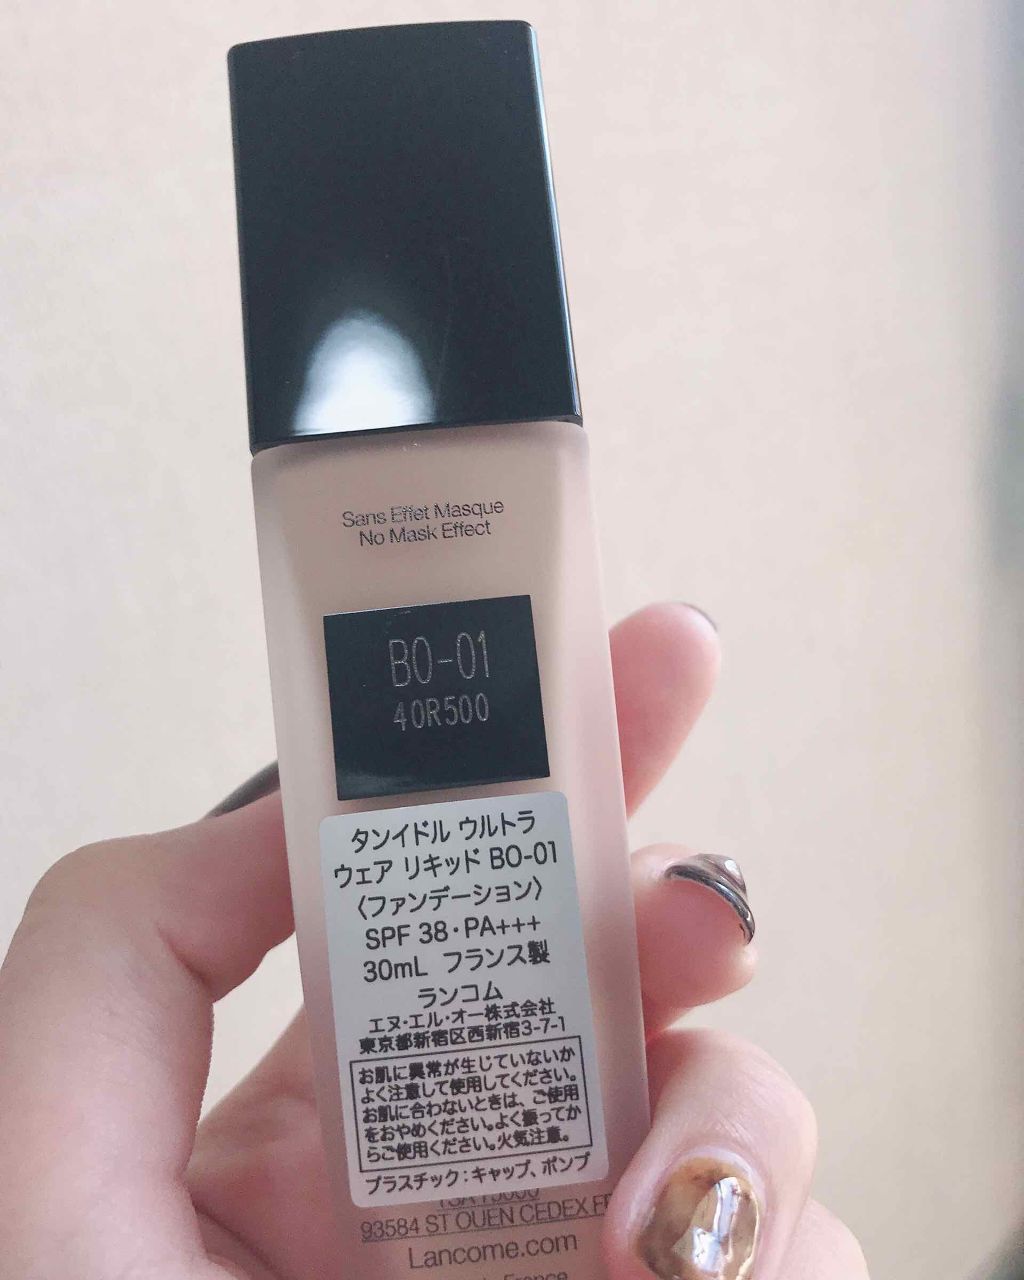 Sans Effet Masque
No Mask Effect
BO-01
40R500
タンイドル ウルトラ
ウェア リキッド BO-01
〈ファンデーション〉
SPF 38・PA+++
30mL フランス製
ランコム
エヌ・エル・オー株式会社
東京都新宿区西新宿3-7-1
お肌に異常が生じていないか
よく注意して使用してください。
お肌に合わないときは、ご使用
をおやめください。よく振ってか
らご使用ください。火気注意。
プラスチック:キャップ、ポンプ
93584 ST OUEN CEDEX
Lancome.com
France